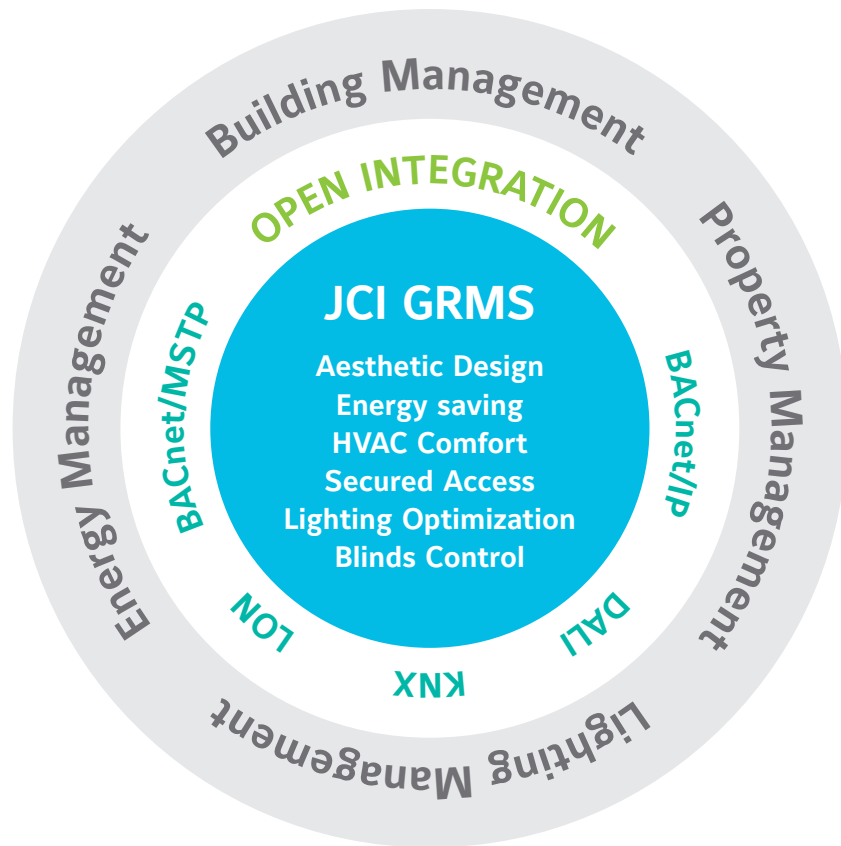 Building Management
Property Management
Lighting Management
Energy Management
OPEN INTEGRATION
BACnet/IP
DALI
KNX
LON
BACnet/MSTP
JCI GRMS
Aesthetic Design
Energy saving
HVAC Comfort
Secured Access
Lighting Optimization
Blinds Control